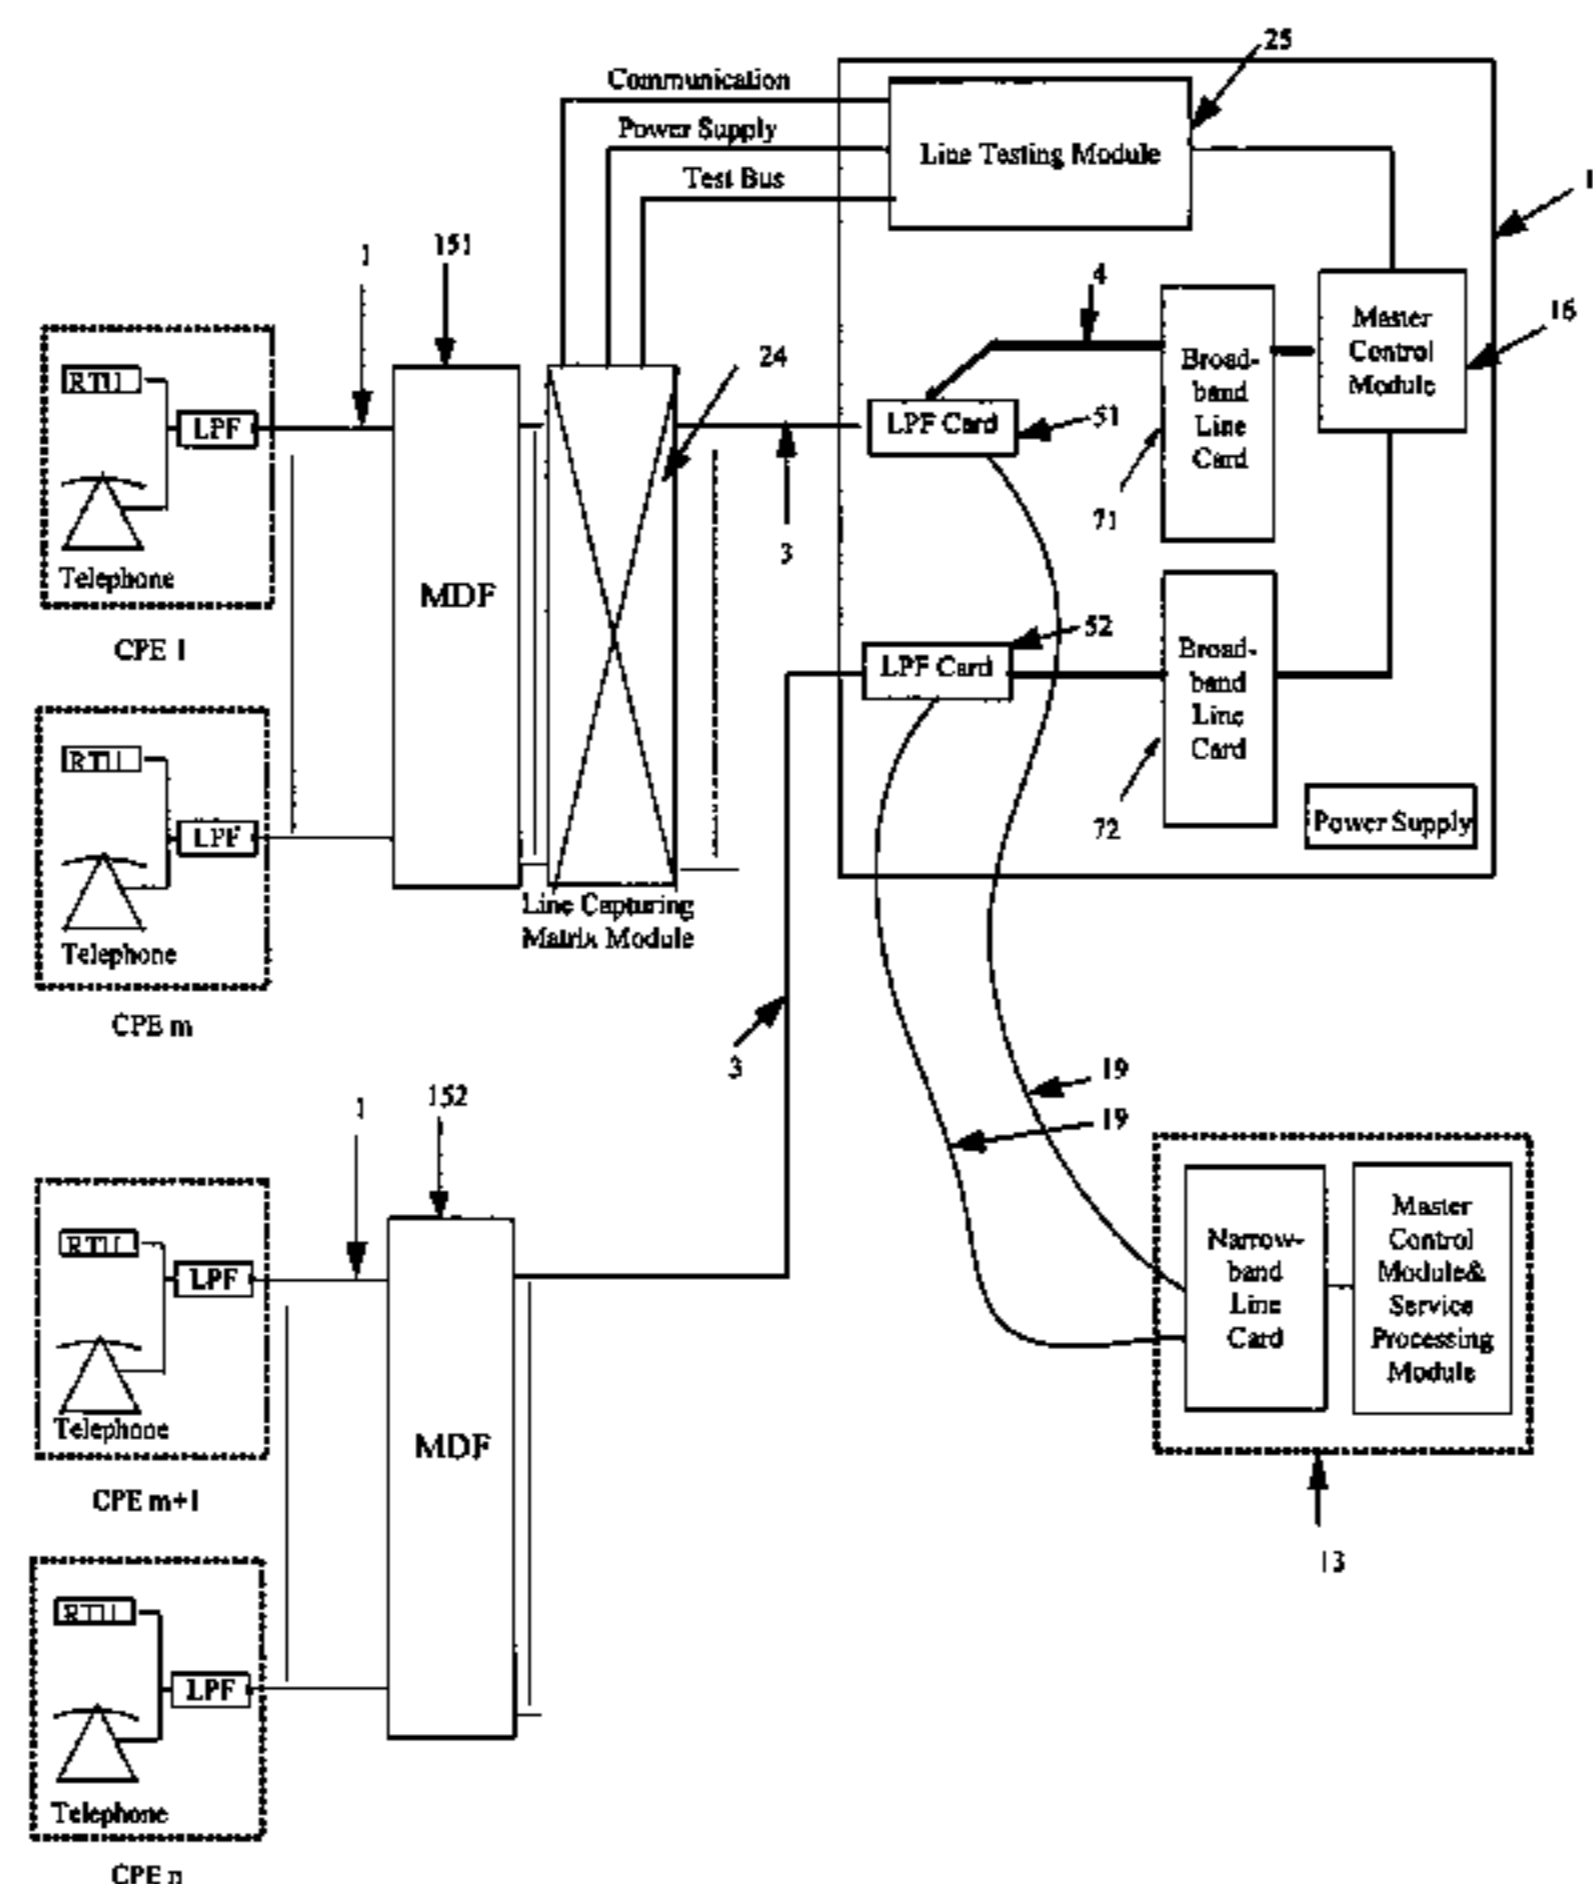 25
Communication
Power Supply
Line Testing Module
Test Bus
1
1
151
4
Master
Control
Module
16
24
Broad-
band
Line
Card
RTU
LPF
LPF Card
51
71
3
Telephone
MDF
CPE 1
52
LPF Card
Broad-
band
Line
Card
RTU
LPF
72
Power Supply
Telephone
Line Capturing
Matrix Module
CPE m
3
19
19
1
152
RTU
LPF
Telephone
MDF
CPE m+1
Narrow-
band
Line
Card
Master
Control
Module&
Service
Processing
Module
13
RTU
LPF
Telephone
CPE n